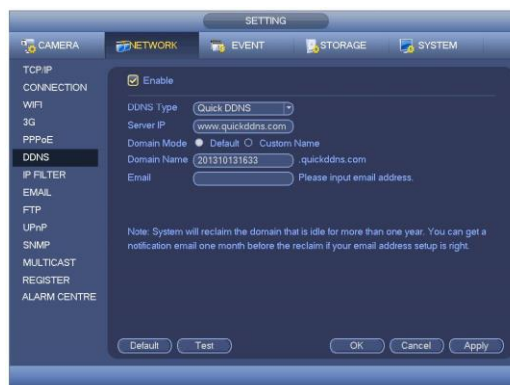 SETTING
CAMERA NETWORK EVENT STORAGE SYSTEM
TCP/IP
CONNECTION
WIFI
3G
PPPoE
DDNS
IP FILTER
EMAIL
FTP
UPnP
SNMP
MULTICAST
REGISTER
ALARM CENTRE
Enable
DDNS Type Quick DDNS
Server IP www.quickddns.com
Domain Mode Default Custom Name
Domain Name 201310131633 .quickddns.com
Email Please input email address.
Note: System will reclaim the domain that is idle for more than one year. You can get a
notification email one month before the reclaim if your email address setup is right.
Default Test OK Cancel Apply